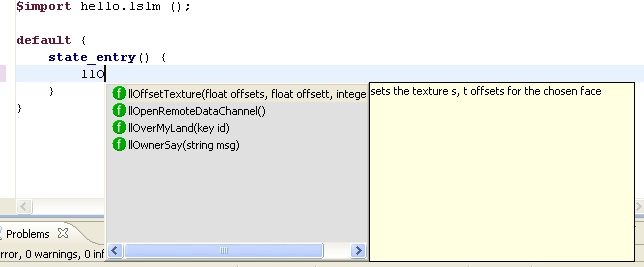 $import hello.lslm ();
default {
state_entry() {
llO
}
}
llOffsetTexture(float offsets, float offsett, intege
llOpenRemoteDataChannel()
llOverMyLand(key id)
llOwnerSay(string msg)
sets the texture s, t offsets for the chosen face
Problems
rror, 0 warnings, 0 inf